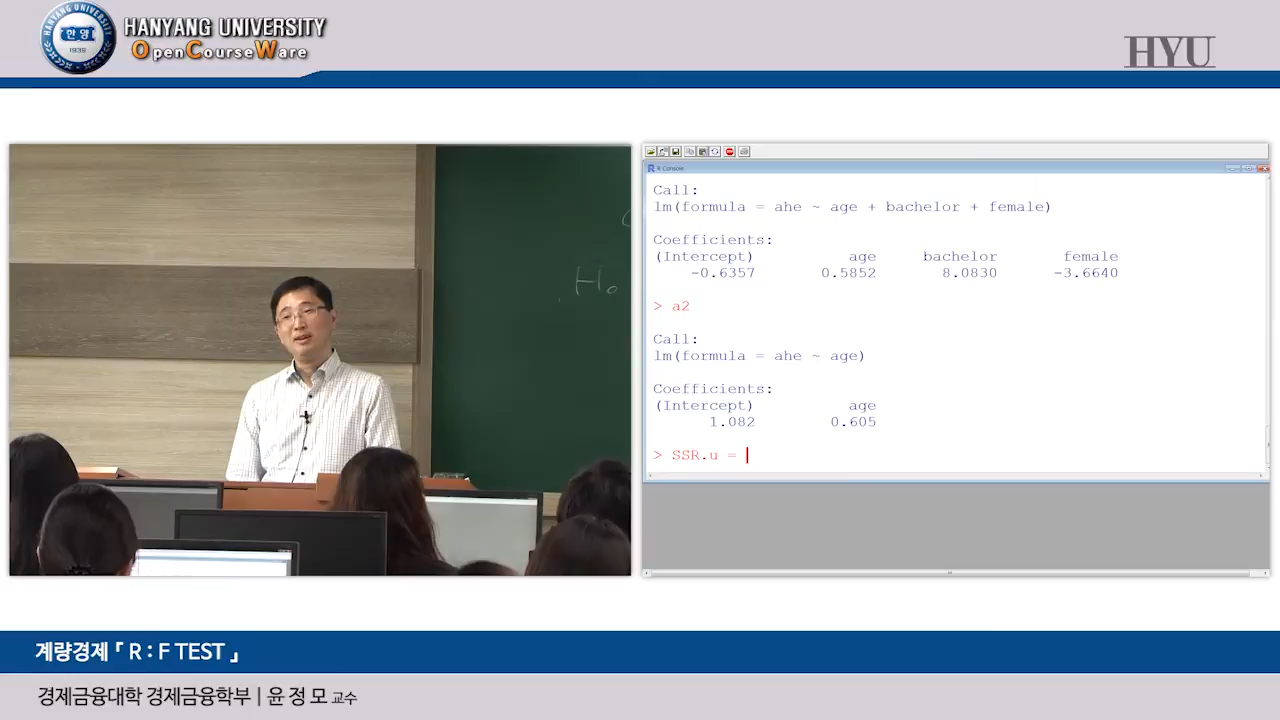 한양
1939
HANYANG UNIVERSITY
OpenCourseWare
HYU
H₀
R Console
Call:
lm(formula = ahe ~ age + bachelor + female)
Coefficients:
(Intercept) age bachelor female
-0.6357 0.5852 8.0830 -3.6640
> a2
Call:
lm(formula = ahe ~ age)
Coefficients:
(Intercept) age
1.082 0.605
> SSR.u =
계량경제「 R : F TEST 」
경제금융대학 경제금융학부 | 윤 정 모 교수